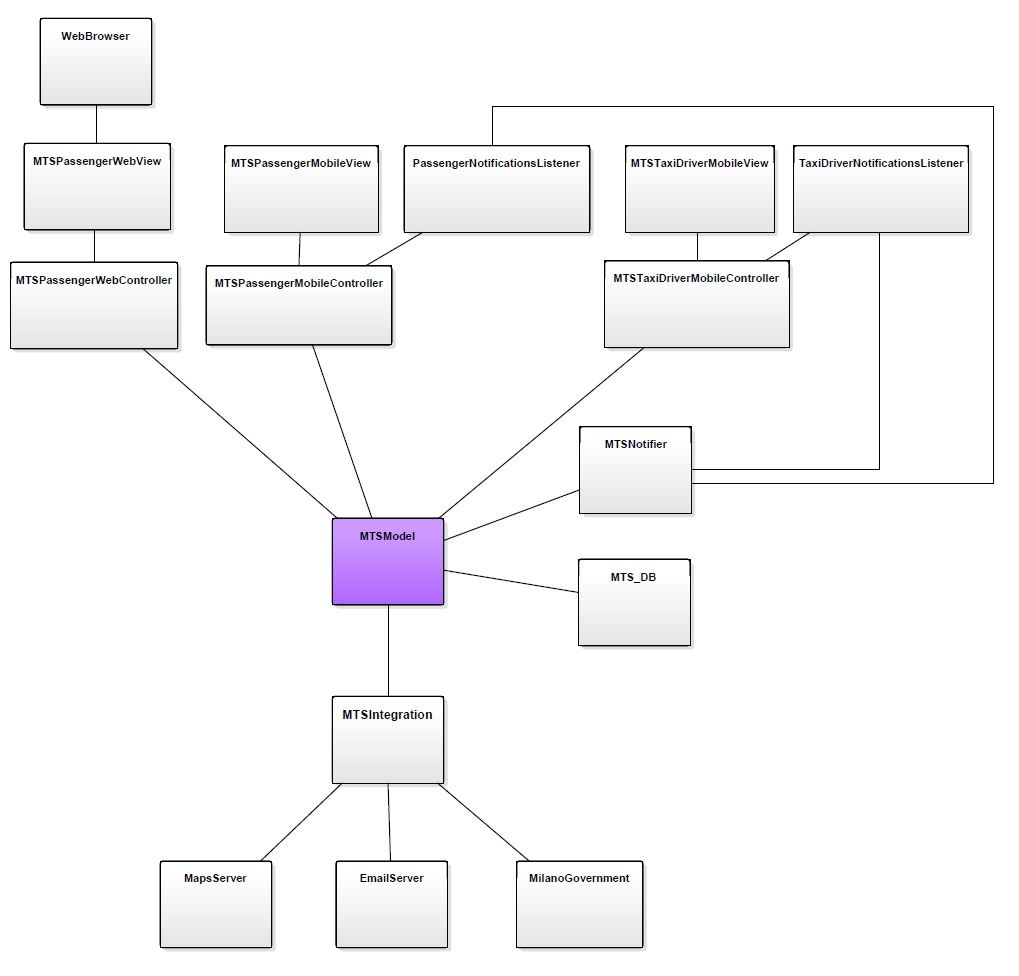 WebBrowser
MTSPassengerWebView
MTSPassengerMobileView
PassengerNotificationsListener
MTSTaxiDriverMobileView
TaxiDriverNotificationsListener
MTSPassengerWebController
MTSPassengerMobileController
MTSTaxiDriverMobileController
MTSNotifier
MTSModel
MTS_DB
MTSIntegration
MapsServer
EmailServer
MilanoGovernment